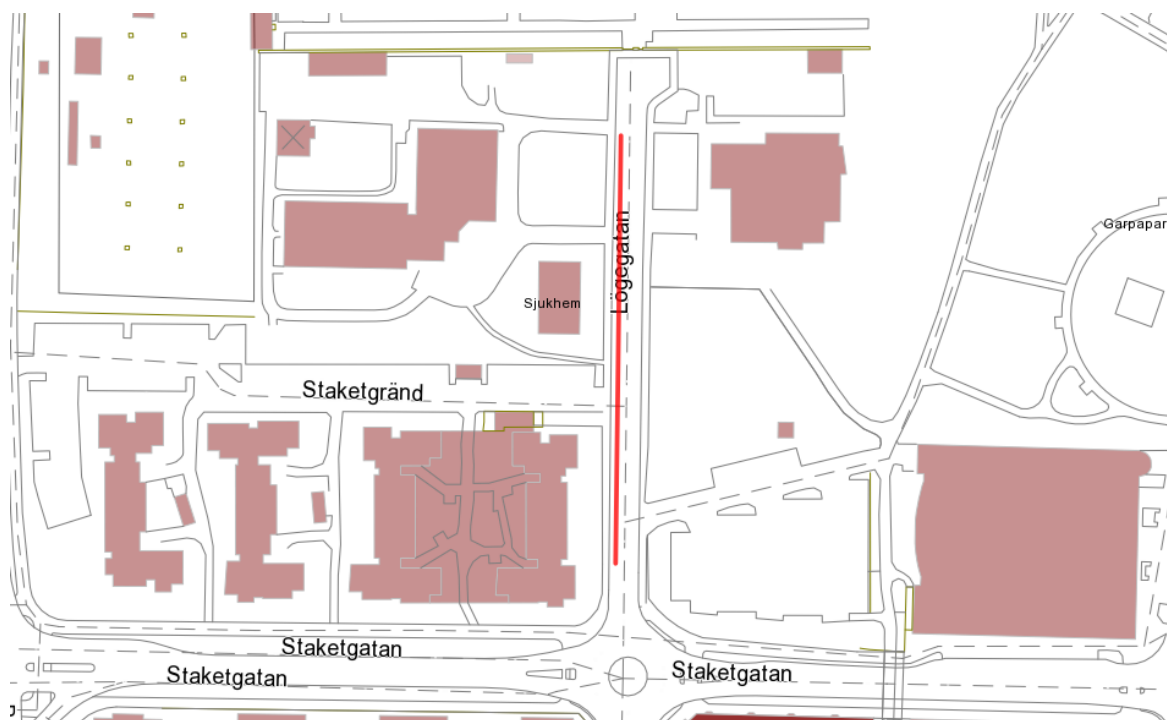 Garpapar
Lögegatan
Sjukhem
Staketgränd
Staketgatan
Staketgatan
Staketgatan
g